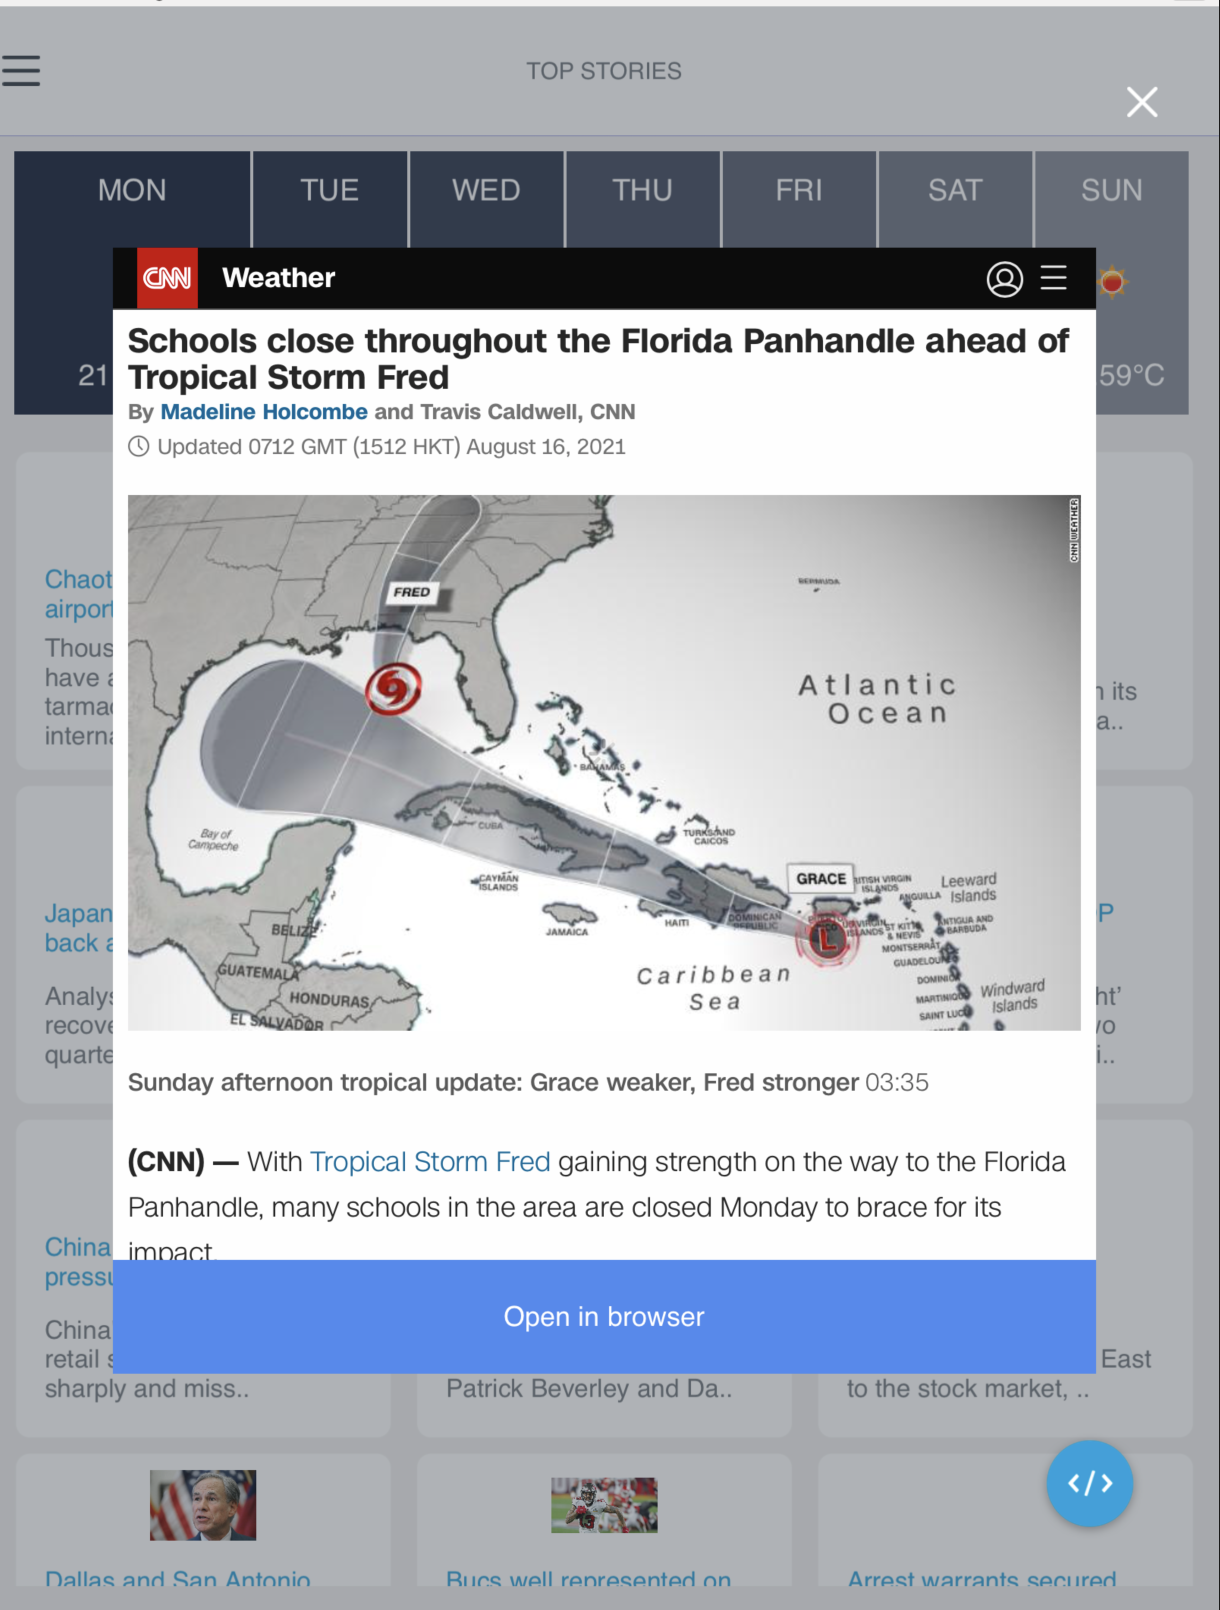 TOP STORIES
MON TUE WED THU FRI SAT SUN
21
59°C
CNN Weather
Schools close throughout the Florida Panhandle ahead of
Tropical Storm Fred
By Madeline Holcombe and Travis Caldwell, CNN
Updated 0712 GMT (1512 HKT) August 16, 2021
CNN WEATHER
FRED
BERMUDA
Atlantic
Ocean
BAHAMAS
Bay of
Campeche
CUBA
TURKS AND
CAICOS
CAYMAN
ISLANDS
GRACE
BRITISH VIRGIN
ISLANDS
ANGUILLA
Leeward
Islands
JAMAICA
HAITI
DOMINICAN
REPUBLIC
ISLANDS
ST KITTS
& NEVIS
ANTIGUA AND
BARBUDA
MONTSERRAT
L
BELIZE
GUATEMALA
HONDURAS
EL SALVADOR
Caribbean
Sea
GUADELOU
DOMINIC
MARTINIQUE
SAINT LUC
Windward
Islands
Sunday afternoon tropical update: Grace weaker, Fred stronger 03:35
(CNN) — With Tropical Storm Fred gaining strength on the way to the Florida
Panhandle, many schools in the area are closed Monday to brace for its
impact.
Open in browser
Chaot
airport
Thous
have a
tarma
interna
n its
a..
Japan
back a
Analys
recove
quarte
P
ht’
vo
i..
China
pressu
China
retail s
sharply and miss..
Patrick Beverley and Da..
East
to the stock market, ..
</>
Dallas and San Antonio
Bucs well represented on
Arrest warrants secured